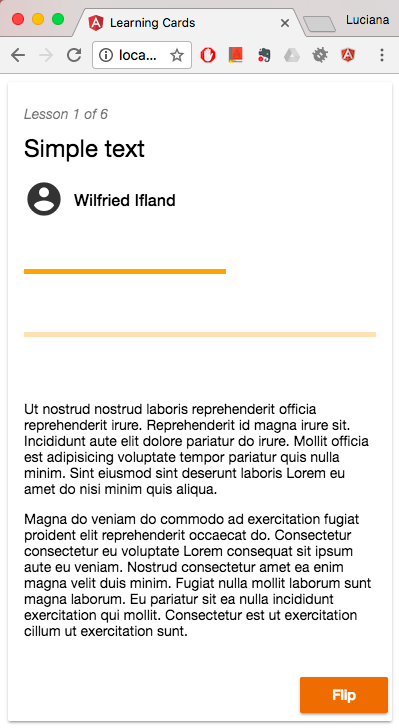 Learning Cards
Luciana
loca...
Lesson 1 of 6
Simple text
Wilfried Ifland
Ut nostrud nostrud laboris reprehenderit officia
reprehenderit irure. Reprehenderit id magna irure sit.
Incididunt aute elit dolore pariatur do irure. Mollit officia
est adipisicing voluptate tempor pariatur quis nulla
minim. Sint eiusmod sint deserunt laboris Lorem eu
amet do nisi minim quis aliqua.
Magna do veniam do commodo ad exercitation fugiat
proident elit reprehenderit occaecat do. Consectetur
consectetur eu voluptate Lorem consequat sit ipsum
aute eu veniam. Nostrud consectetur amet ea enim
magna velit duis minim. Fugiat nulla mollit laborum sunt
magna laborum. Eu pariatur sit ea nulla incididunt
exercitation qui mollit. Consectetur est ut exercitation
cillum ut exercitation sunt.
Flip